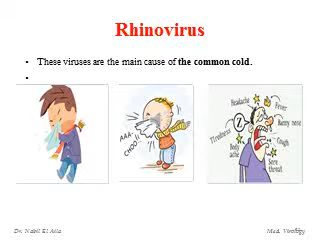 Rhinovirus
• These viruses are the main cause of the common cold.
•
AAA..
CHOO!!
Headache
Fever
Runny nose
Tiredness
Z
Cough
Body
ache
Sore
throat
Dr. Nabil El Aila
Med. Virology